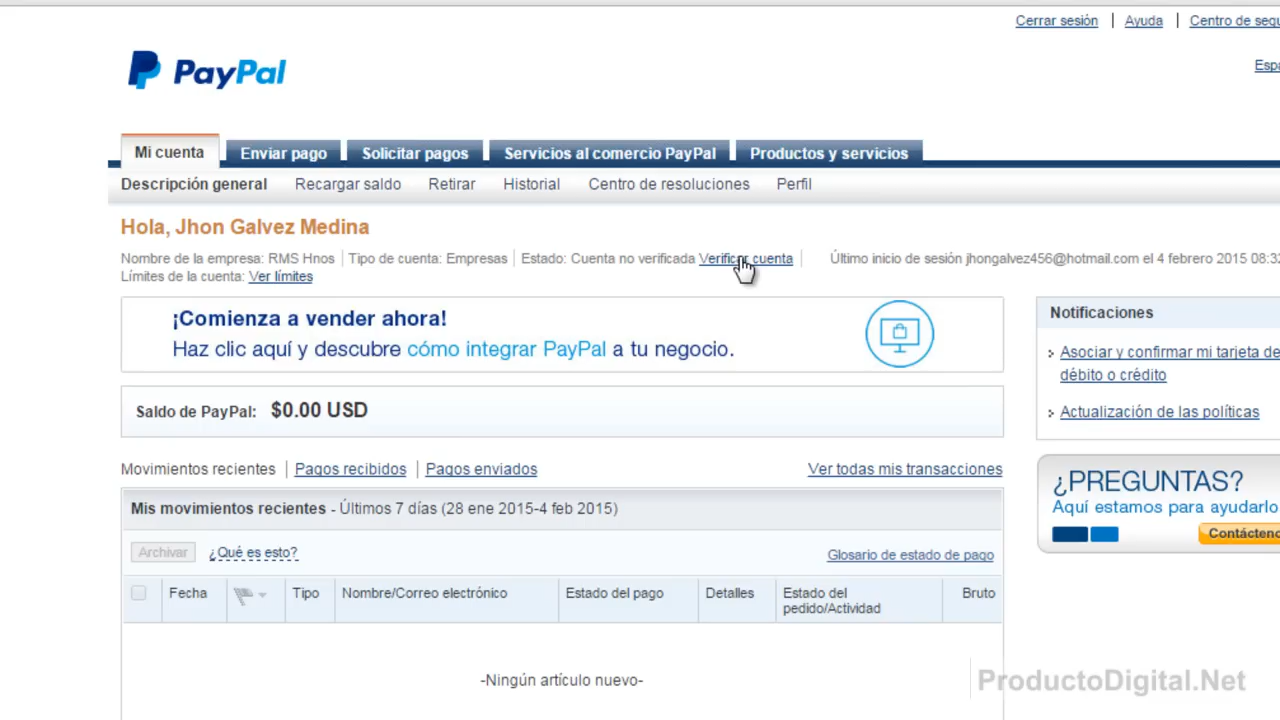 Cerrar sesión | Ayuda | Centro de segu
PayPal
Espa
Mi cuenta Enviar pago Solicitar pagos Servicios al comercio PayPal Productos y servicios
Descripción general Recargar saldo Retirar Historial Centro de resoluciones Perfil
Hola, Jhon Galvez Medina
Nombre de la empresa: RMS Hnos | Tipo de cuenta: Empresas | Estado: Cuenta no verificada Verificar cuenta | Último inicio de sesión jhongalvez456@hotmail.com el 4 febrero 2015 08:32
Límites de la cuenta: Ver límites
¡Comienza a vender ahora!
Haz clic aquí y descubre cómo integrar PayPal a tu negocio.
Notificaciones
Asociar y confirmar mi tarjeta de
débito o crédito
Actualización de las políticas
Saldo de PayPal: $0.00 USD
¿PREGUNTAS?
Aquí estamos para ayudarlo
Contácteno
Movimientos recientes | Pagos recibidos | Pagos enviados Ver todas mis transacciones
Mis movimientos recientes - Últimos 7 días (28 ene 2015-4 feb 2015)
Archivar ¿Qué es esto? Glosario de estado de pago
Fecha Tipo Nombre/Correo electrónico Estado del pago Detalles Estado del Bruto
pedido/Actividad
-Ningún artículo nuevo-
ProductoDigital.Net